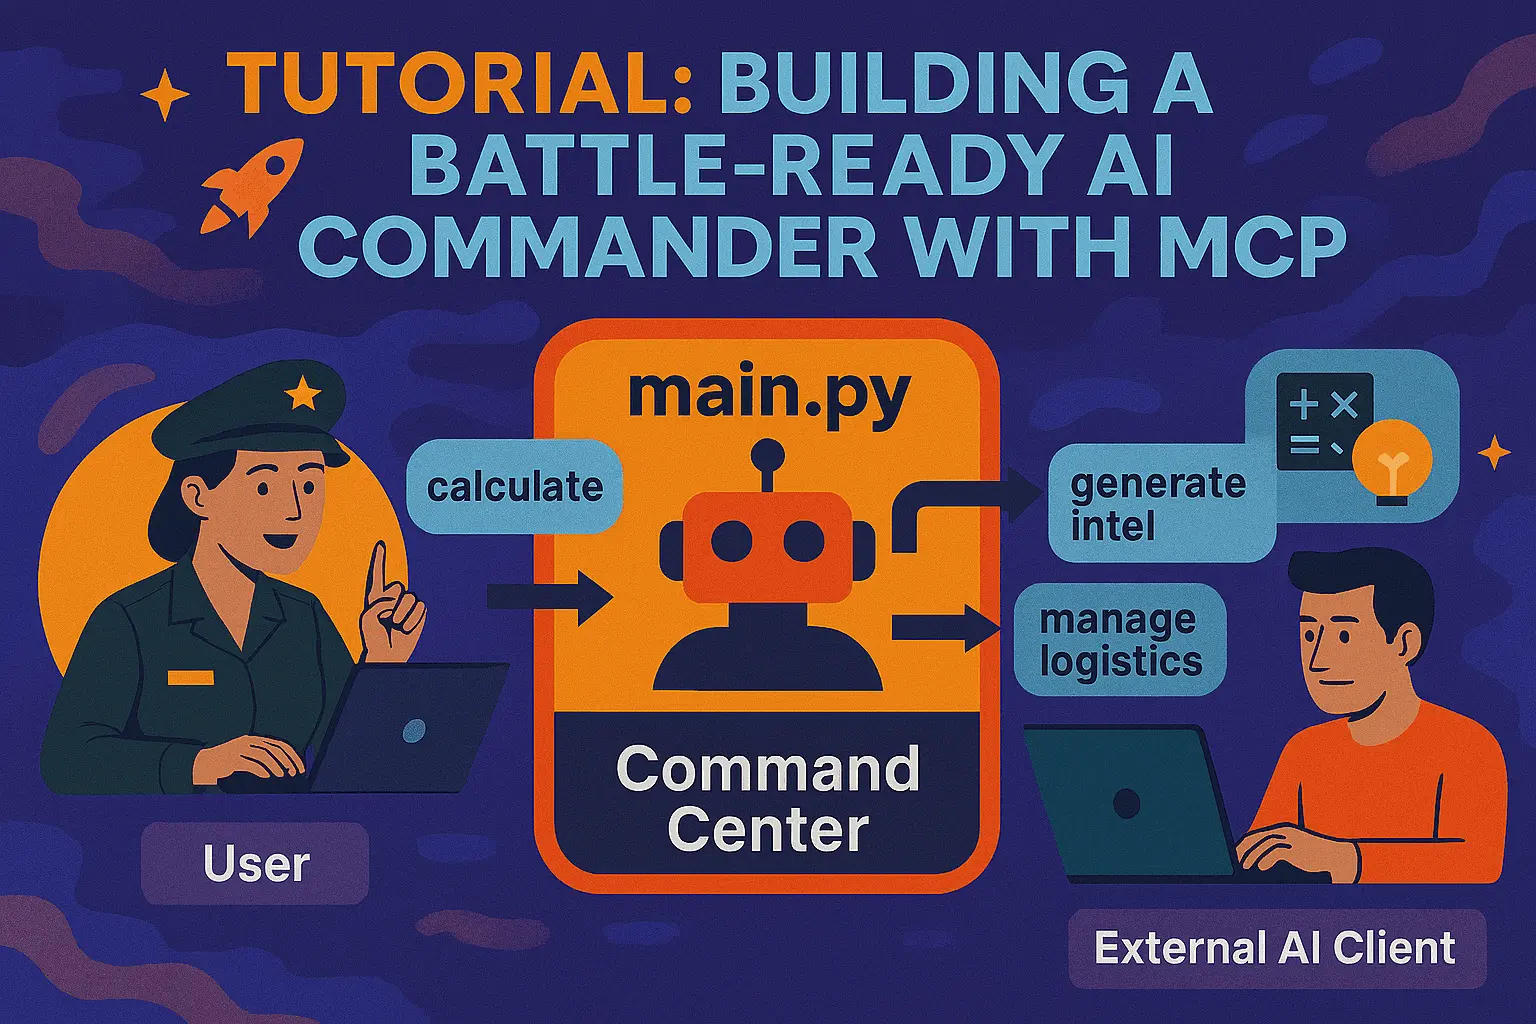 TUTORIAL: BUILDING A
BATTLE-READY AI
COMMANDER WITH MCP
main.py
calculate
generate
intel
manage
logistics
Command
Center
User
External AI Client